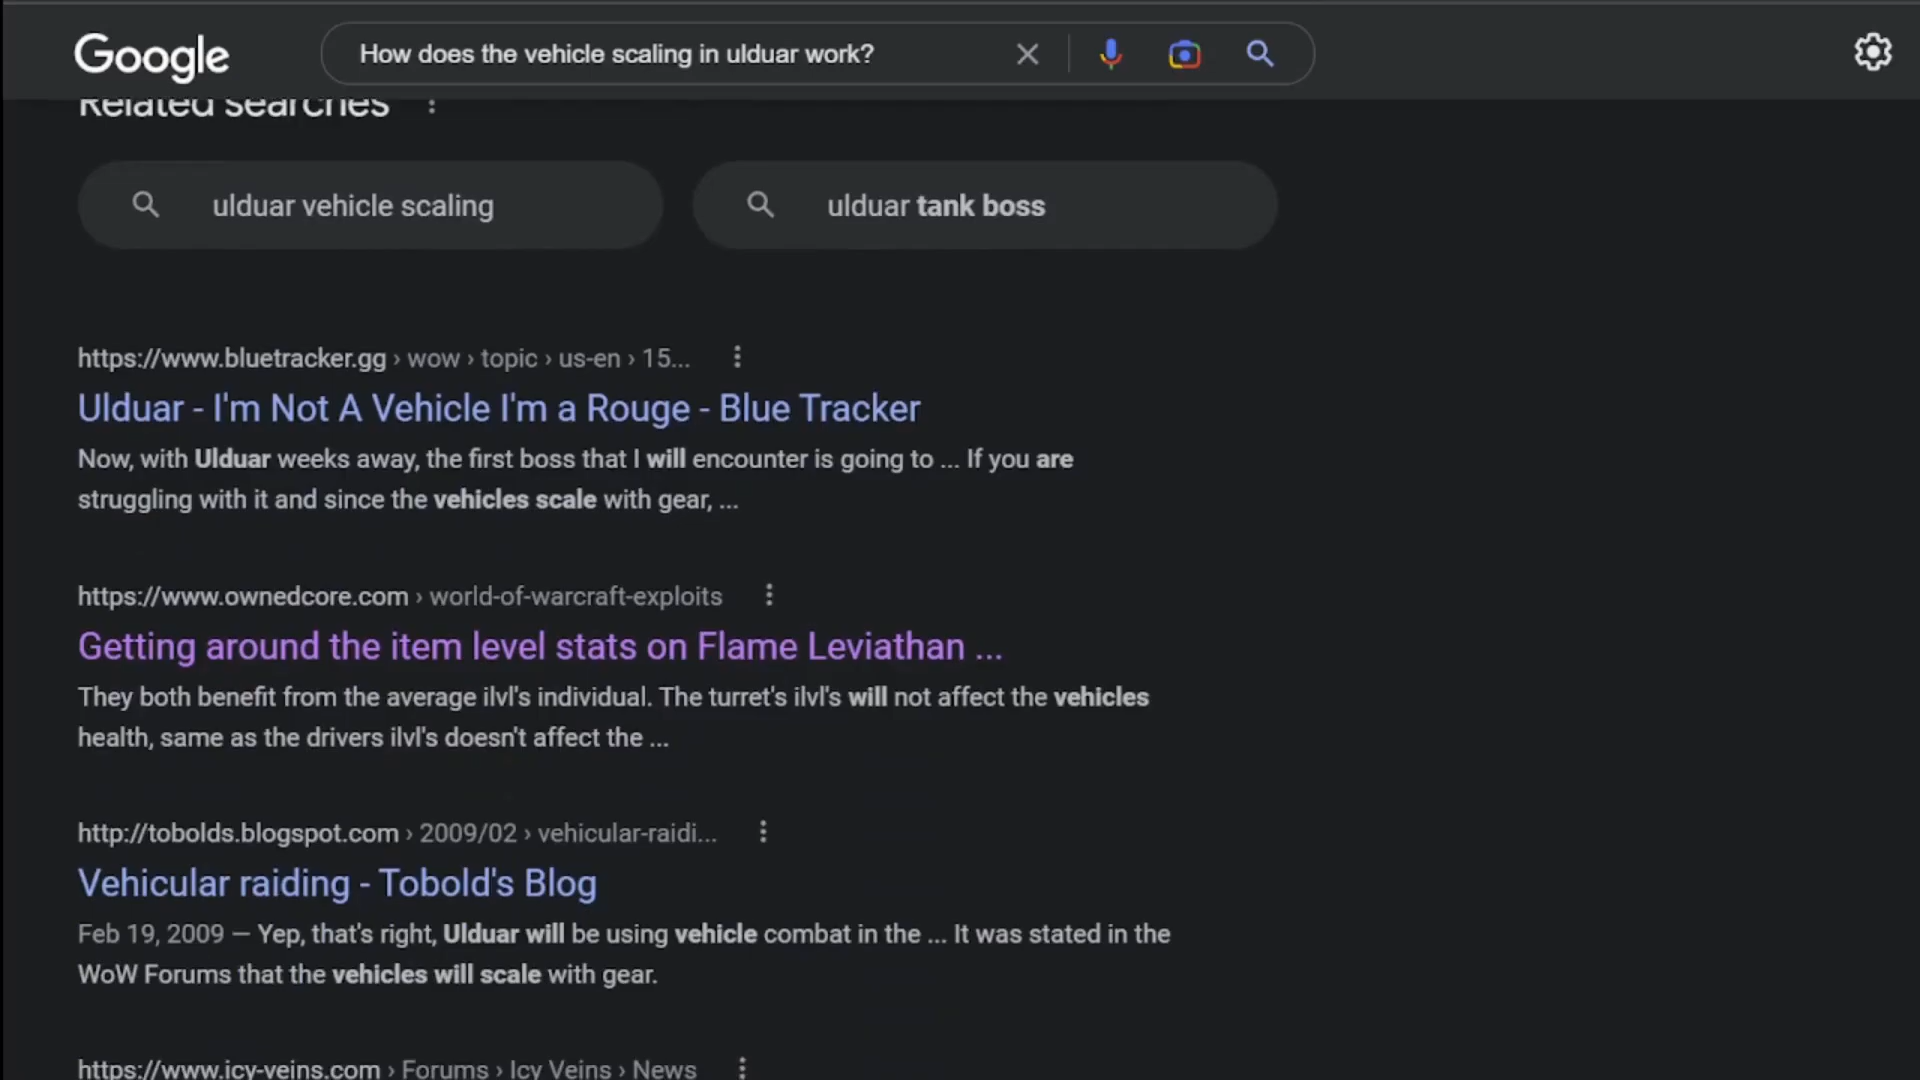 Google
How does the vehicle scaling in ulduar work?
Related searches
ulduar vehicle scaling
ulduar tank boss
https://www.bluetracker.gg › wow › topic › us-en › 15...
Ulduar - I'm Not A Vehicle I'm a Rouge - Blue Tracker
Now, with Ulduar weeks away, the first boss that I will encounter is going to ... If you are
struggling with it and since the vehicles scale with gear, ...
https://www.ownedcore.com › world-of-warcraft-exploits
Getting around the item level stats on Flame Leviathan ...
They both benefit from the average ilvl's individual. The turret's ilvl's will not affect the vehicles
health, same as the drivers ilvl's doesn't affect the ...
http://tobolds.blogspot.com › 2009/02 › vehicular-raidi...
Vehicular raiding - Tobold's Blog
Feb 19, 2009 — Yep, that's right, Ulduar will be using vehicle combat in the ... It was stated in the
WoW Forums that the vehicles will scale with gear.
https://www.icy-veins.com › Forums › Icy Veins › News